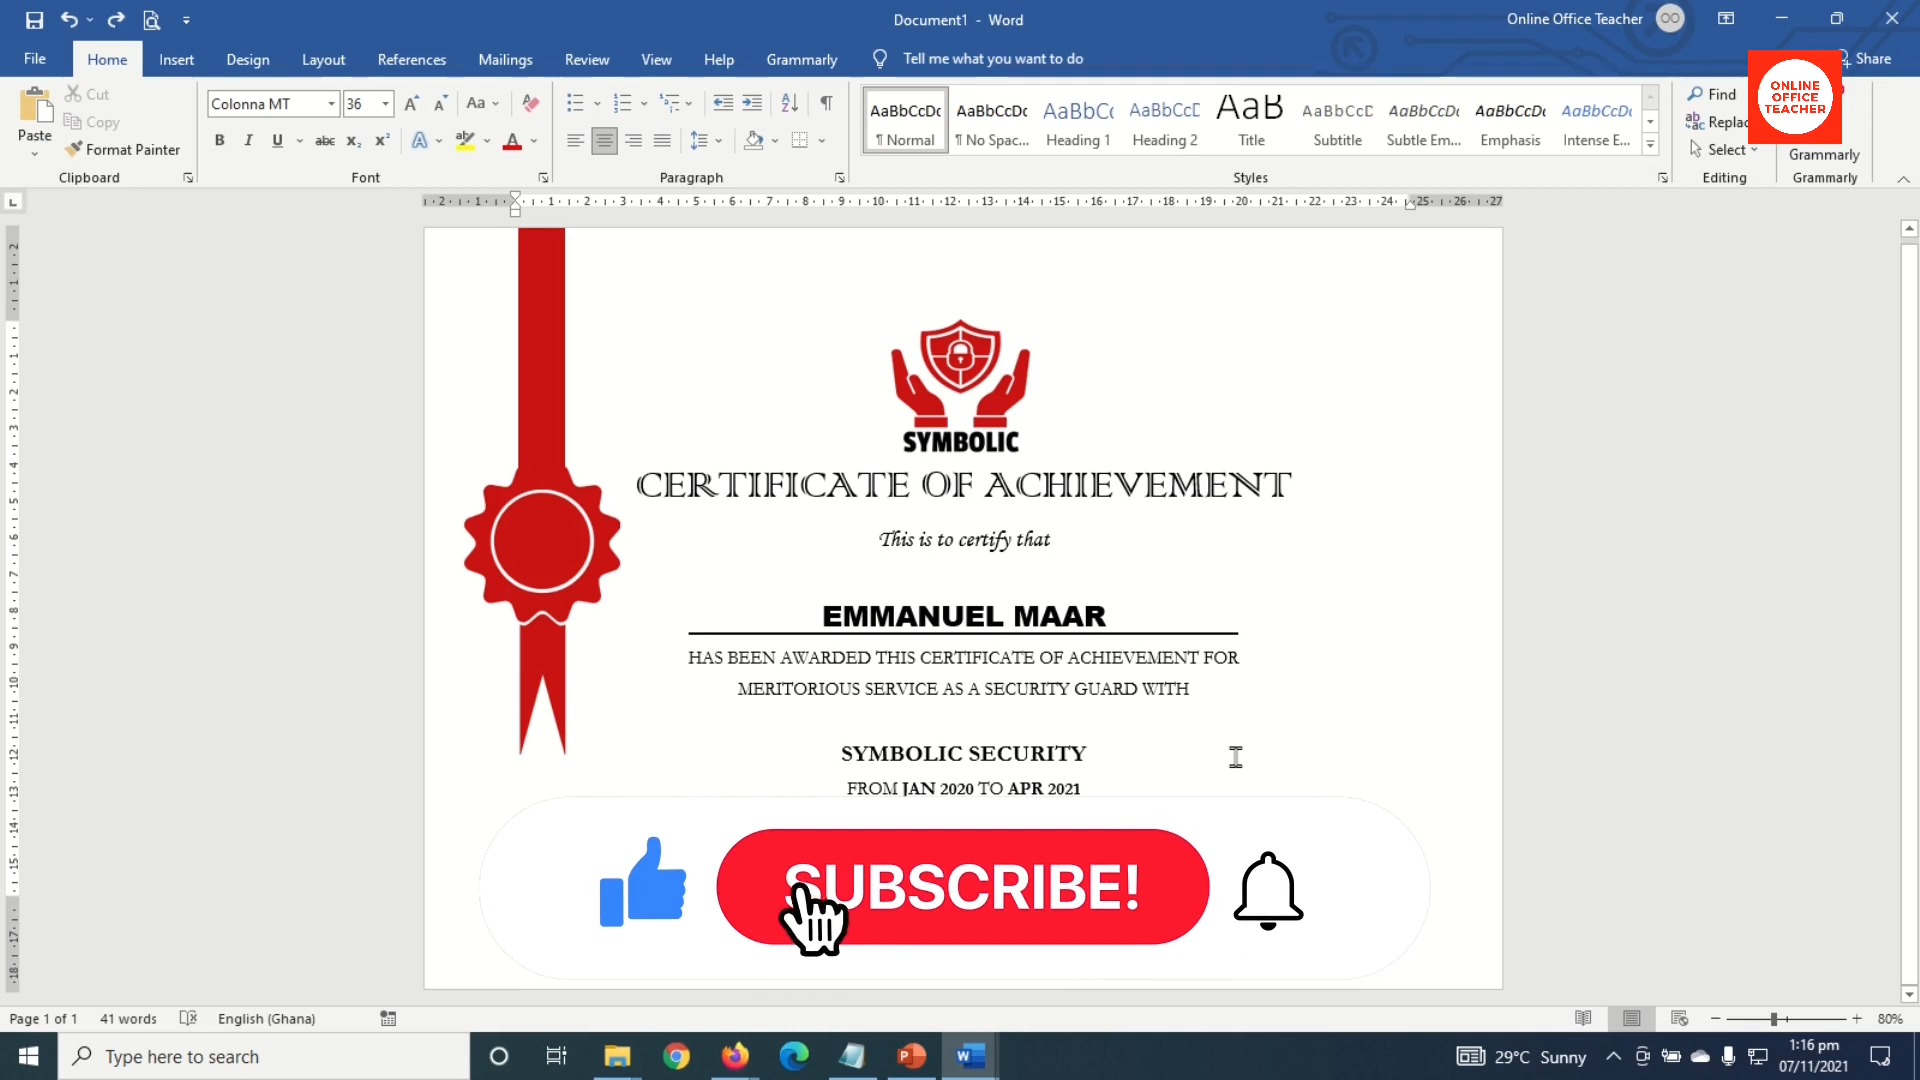 Document1 - Word
Online Office Teacher
OO
File
Home
Insert
Design
Layout
References
Mailings
Review
View
Help
Grammarly
Tell me what you want to do
Share
ONLINE
OFFICE
TEACHER
Paste
Cut
Copy
Format Painter
Clipboard
Colonna MT
36
Font
Paragraph
AaBbCcDc
¶ Normal
AaBbCcDc
¶ No Spac...
AaBbCc
Heading 1
AaBbCcD
Heading 2
AaB
Title
AaBbCcD
Subtitle
AaBbCcDc
Subtle Em...
AaBbCcDc
Emphasis
AaBbCcDc
Intense E...
Styles
Find
Replac
Select
Editing
Grammarly
Grammarly
SYMBOLIC
CERTIFICATE OF ACHIEVEMENT
This is to certify that
EMMANUEL MAAR
HAS BEEN AWARDED THIS CERTIFICATE OF ACHIEVEMENT FOR
MERITORIOUS SERVICE AS A SECURITY GUARD WITH
SYMBOLIC SECURITY
FROM JAN 2020 TO APR 2021
SUBSCRIBE!
Page 1 of 1
41 words
English (Ghana)
80%
Type here to search
29°C Sunny
1:16 pm
07/11/2021